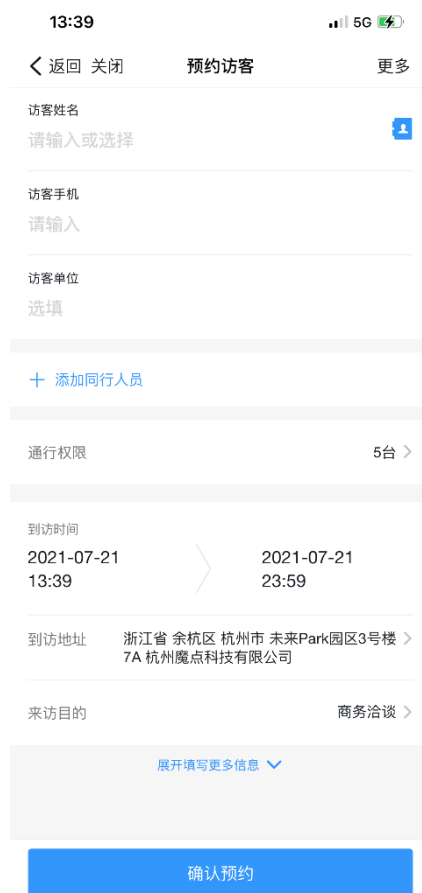 13:39 5G
返回 关闭 预约访客 更多
访客姓名
请输入或选择
访客手机
请输入
访客单位
选填
添加同行人员
通行权限 5台
到访时间
2021-07-21 2021-07-21
13:39 23:59
到访地址 浙江省 余杭区 杭州市 未来Park园区3号楼
7A 杭州魔点科技有限公司
来访目的 商务洽谈
展开填写更多信息
确认预约